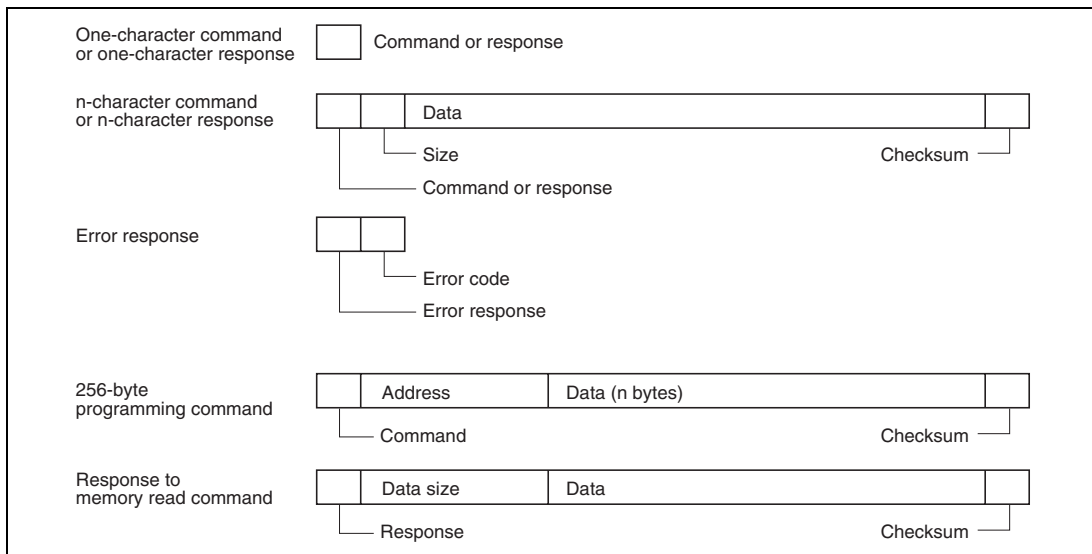 One-character command
or one-character response
Command or response
n-character command
or n-character response
Data
Size
Checksum
Command or response
Error response
Error code
Error response
256-byte
programming command
Address
Data (n bytes)
Command
Checksum
Response to
memory read command
Data size
Data
Response
Checksum